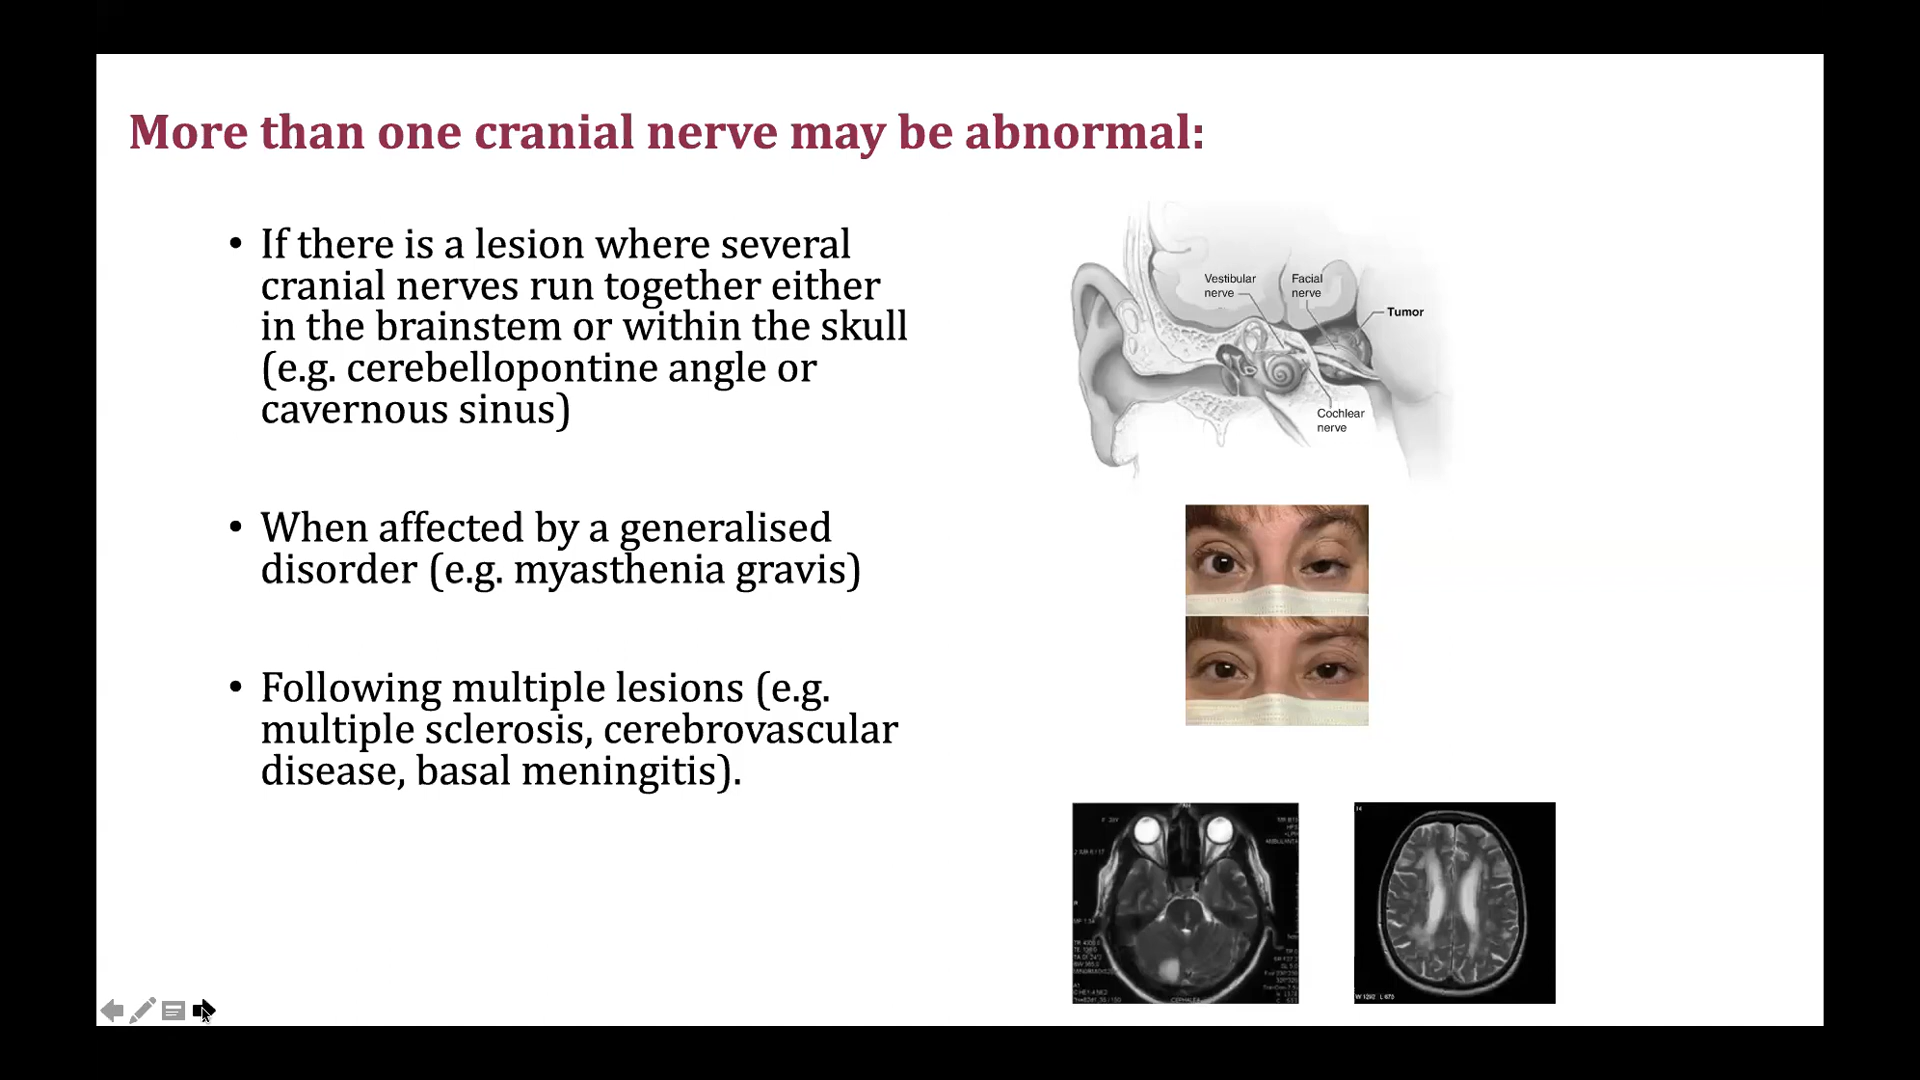 More than one cranial nerve may be abnormal:
• If there is a lesion where several
cranial nerves run together either
in the brainstem or within the skull
(e.g. cerebellopontine angle or
cavernous sinus)
• When affected by a generalised
disorder (e.g. myasthenia gravis)
• Following multiple lesions (e.g.
multiple sclerosis, cerebrovascular
disease, basal meningitis).
Vestibular
nerve
Facial
nerve
Tumor
Cochlear
nerve